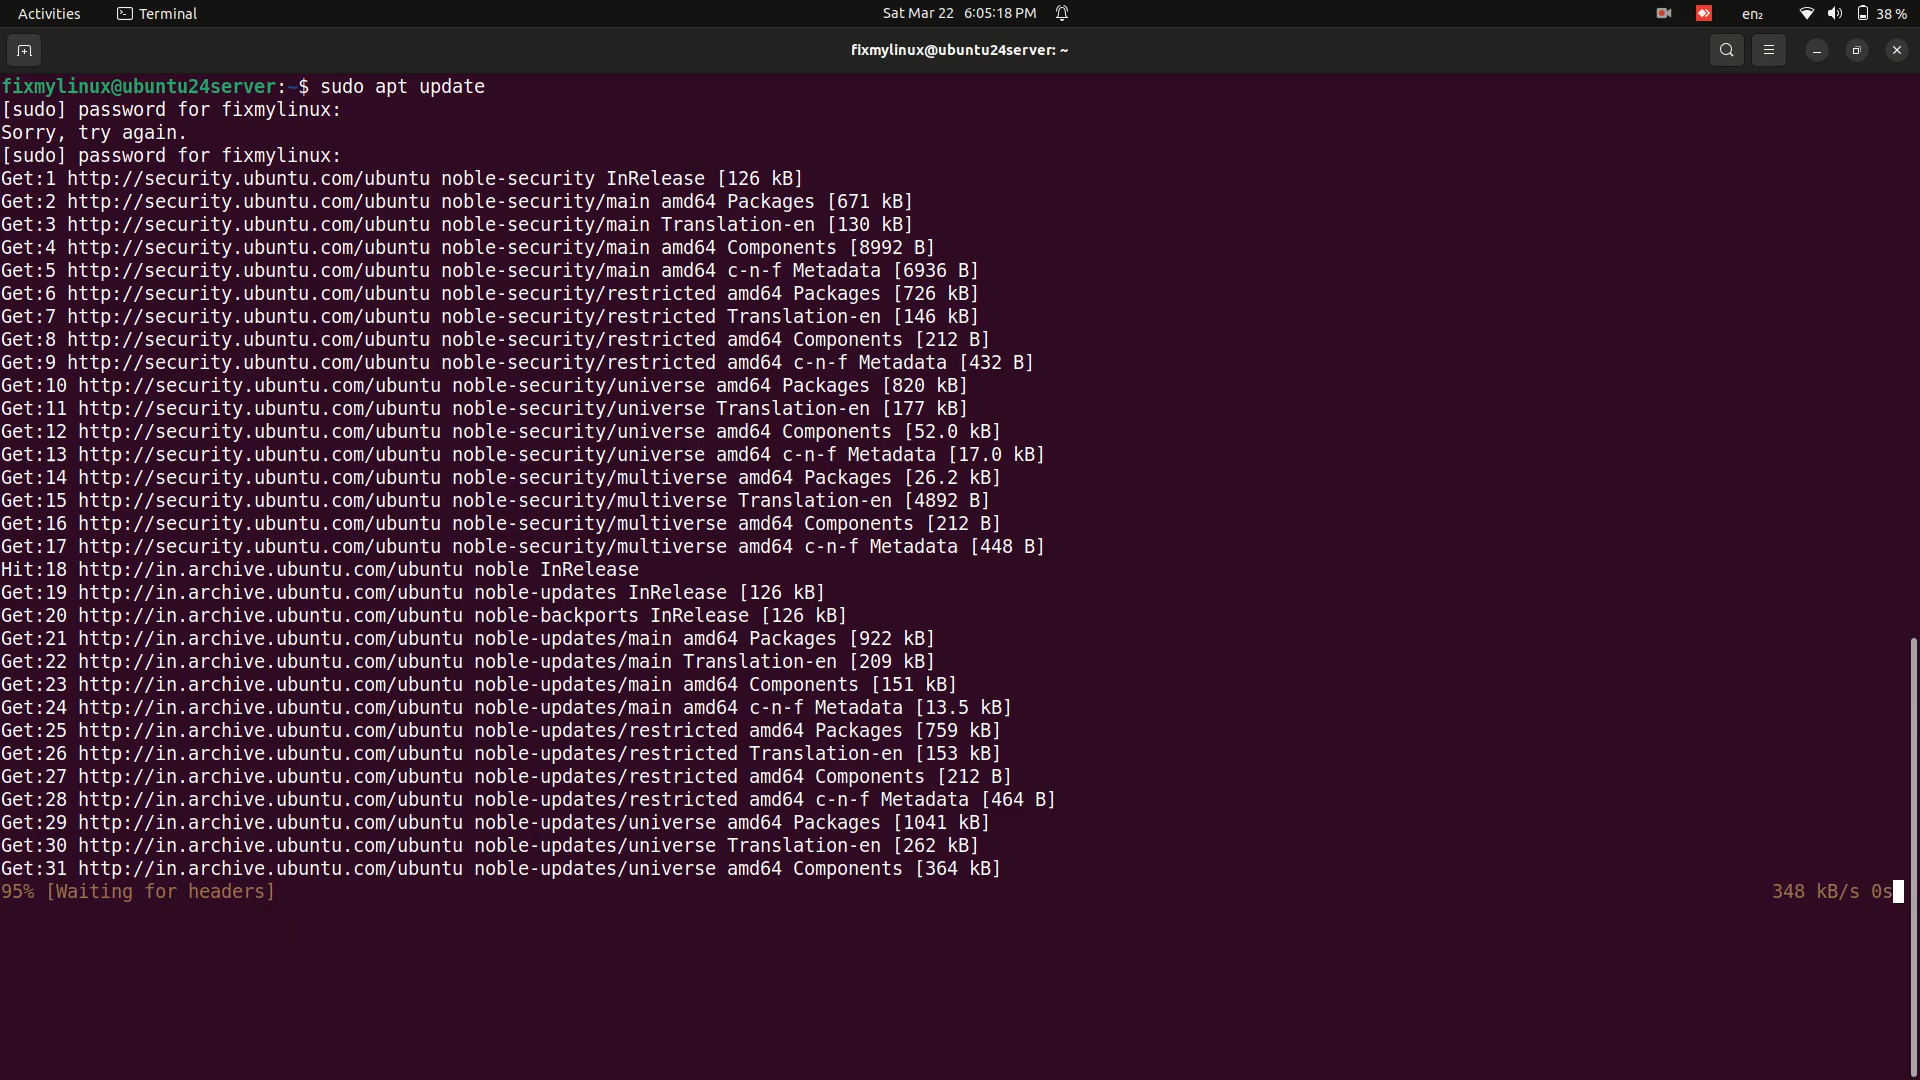 Activities Terminal Sat Mar 22 6:05:18 PM en₂ 38 %
fixmylinux@ubuntu24server: ~
fixmylinux@ubuntu24server:~$ sudo apt update
[sudo] password for fixmylinux:
Sorry, try again.
[sudo] password for fixmylinux:
Get:1 http://security.ubuntu.com/ubuntu noble-security InRelease [126 kB]
Get:2 http://security.ubuntu.com/ubuntu noble-security/main amd64 Packages [671 kB]
Get:3 http://security.ubuntu.com/ubuntu noble-security/main Translation-en [130 kB]
Get:4 http://security.ubuntu.com/ubuntu noble-security/main amd64 Components [8992 B]
Get:5 http://security.ubuntu.com/ubuntu noble-security/main amd64 c-n-f Metadata [6936 B]
Get:6 http://security.ubuntu.com/ubuntu noble-security/restricted amd64 Packages [726 kB]
Get:7 http://security.ubuntu.com/ubuntu noble-security/restricted Translation-en [146 kB]
Get:8 http://security.ubuntu.com/ubuntu noble-security/restricted amd64 Components [212 B]
Get:9 http://security.ubuntu.com/ubuntu noble-security/restricted amd64 c-n-f Metadata [432 B]
Get:10 http://security.ubuntu.com/ubuntu noble-security/universe amd64 Packages [820 kB]
Get:11 http://security.ubuntu.com/ubuntu noble-security/universe Translation-en [177 kB]
Get:12 http://security.ubuntu.com/ubuntu noble-security/universe amd64 Components [52.0 kB]
Get:13 http://security.ubuntu.com/ubuntu noble-security/universe amd64 c-n-f Metadata [17.0 kB]
Get:14 http://security.ubuntu.com/ubuntu noble-security/multiverse amd64 Packages [26.2 kB]
Get:15 http://security.ubuntu.com/ubuntu noble-security/multiverse Translation-en [4892 B]
Get:16 http://security.ubuntu.com/ubuntu noble-security/multiverse amd64 Components [212 B]
Get:17 http://security.ubuntu.com/ubuntu noble-security/multiverse amd64 c-n-f Metadata [448 B]
Hit:18 http://in.archive.ubuntu.com/ubuntu noble InRelease
Get:19 http://in.archive.ubuntu.com/ubuntu noble-updates InRelease [126 kB]
Get:20 http://in.archive.ubuntu.com/ubuntu noble-backports InRelease [126 kB]
Get:21 http://in.archive.ubuntu.com/ubuntu noble-updates/main amd64 Packages [922 kB]
Get:22 http://in.archive.ubuntu.com/ubuntu noble-updates/main Translation-en [209 kB]
Get:23 http://in.archive.ubuntu.com/ubuntu noble-updates/main amd64 Components [151 kB]
Get:24 http://in.archive.ubuntu.com/ubuntu noble-updates/main amd64 c-n-f Metadata [13.5 kB]
Get:25 http://in.archive.ubuntu.com/ubuntu noble-updates/restricted amd64 Packages [759 kB]
Get:26 http://in.archive.ubuntu.com/ubuntu noble-updates/restricted Translation-en [153 kB]
Get:27 http://in.archive.ubuntu.com/ubuntu noble-updates/restricted amd64 Components [212 B]
Get:28 http://in.archive.ubuntu.com/ubuntu noble-updates/restricted amd64 c-n-f Metadata [464 B]
Get:29 http://in.archive.ubuntu.com/ubuntu noble-updates/universe amd64 Packages [1041 kB]
Get:30 http://in.archive.ubuntu.com/ubuntu noble-updates/universe Translation-en [262 kB]
Get:31 http://in.archive.ubuntu.com/ubuntu noble-updates/universe amd64 Components [364 kB]
95% [Waiting for headers] 348 kB/s 0s